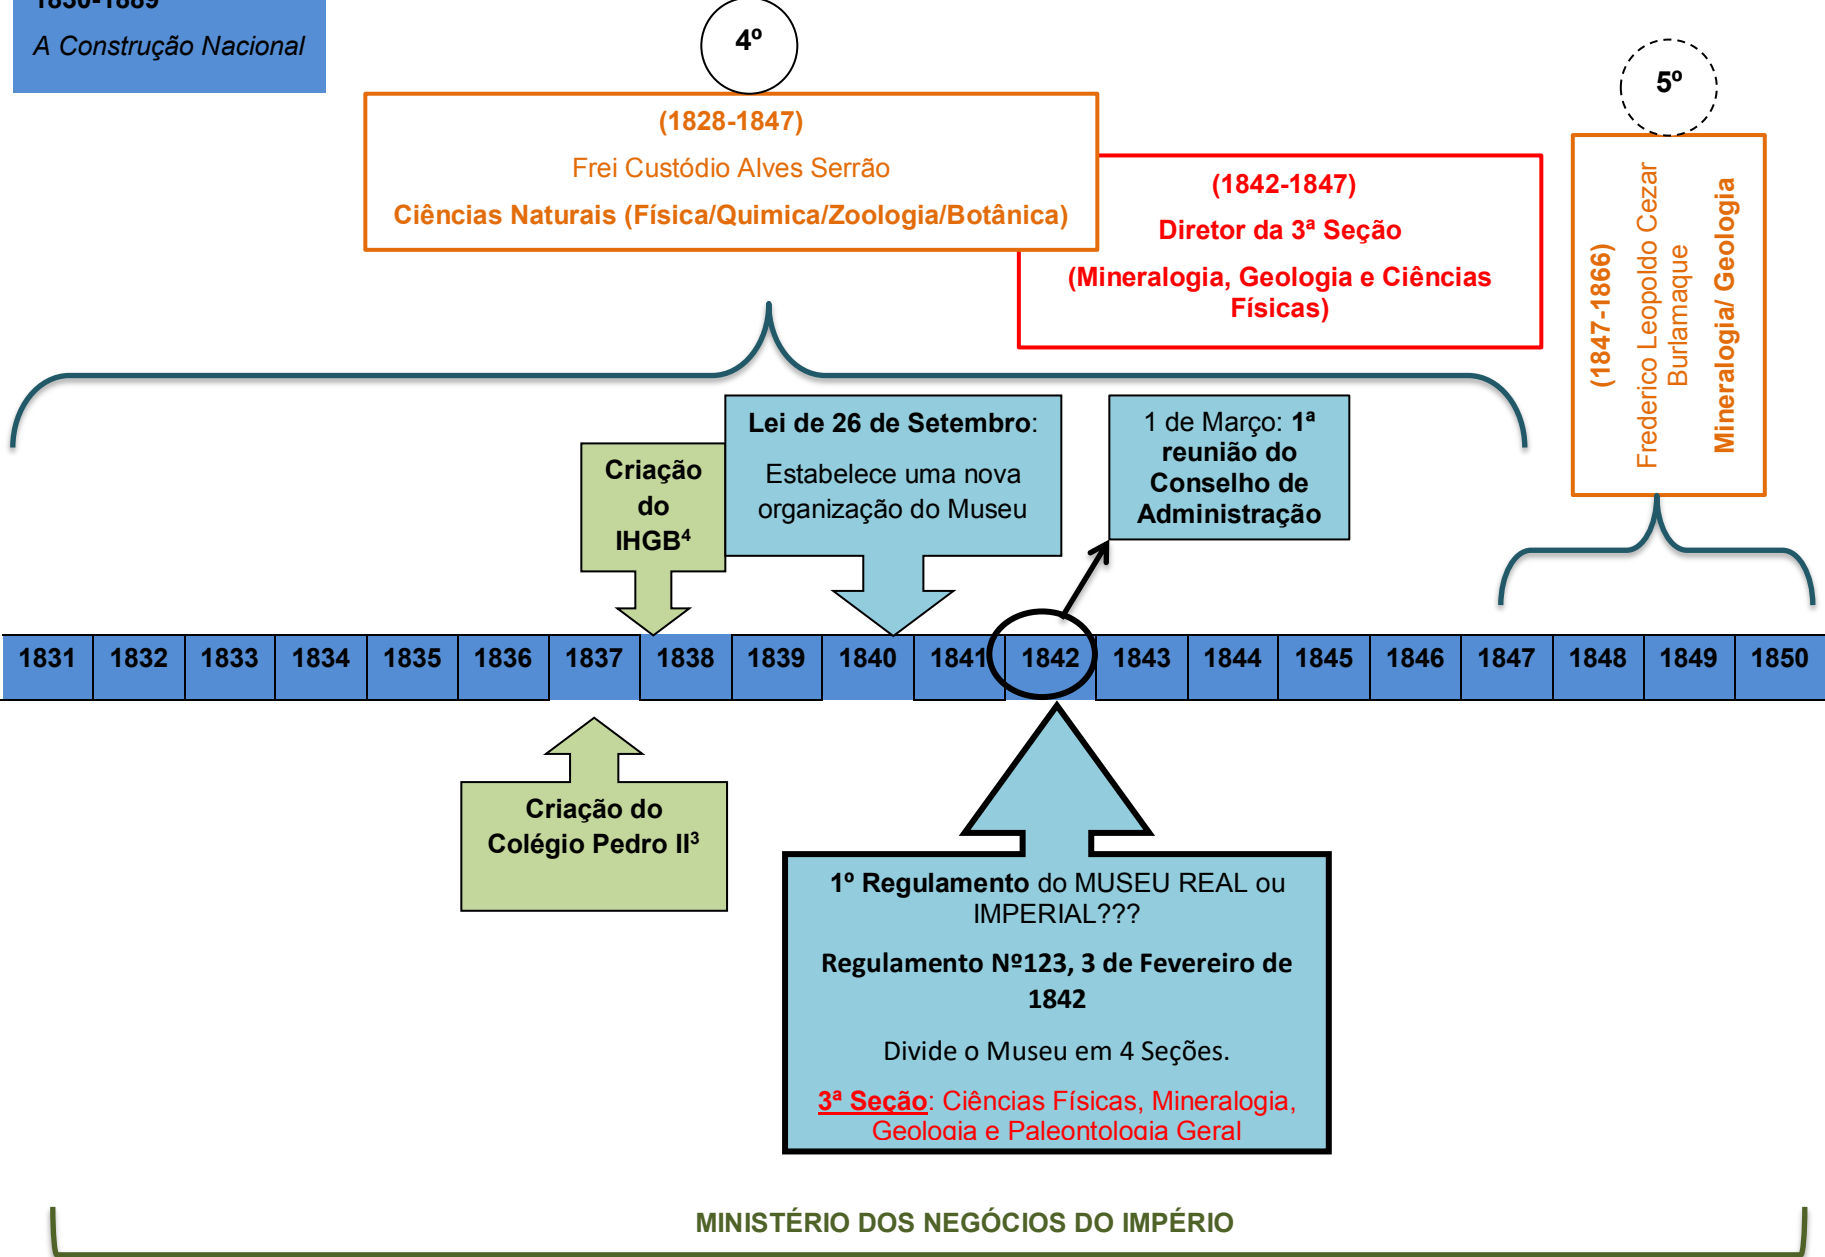 1830-1889
A Construção Nacional
4º
5º
(1828-1847)
Frei Custódio Alves Serrão
Ciências Naturais (Física/Quimica/Zoologia/Botânica)
(1842-1847)
Diretor da 3ª Seção
(Mineralogia, Geologia e Ciências
Físicas)
(1847-1866)
Frederico Leopoldo Cezar
Burlamaque
Mineralogia/ Geologia
Criação
do
IHGB⁴
Lei de 26 de Setembro:
Estabelece uma nova
organização do Museu
1 de Março: 1ª
reunião do
Conselho de
Administração
1831 1832 1833 1834 1835 1836 1837 1838 1839 1840 1841 1842 1843 1844 1845 1846 1847 1848 1849 1850
Criação do
Colégio Pedro II³
1º Regulamento do MUSEU REAL ou
IMPERIAL???
Regulamento Nº123, 3 de Fevereiro de
1842
Divide o Museu em 4 Seções.
3ª Seção: Ciências Físicas, Mineralogia,
Geologia e Paleontologia Geral
MINISTÉRIO DOS NEGÓCIOS DO IMPÉRIO